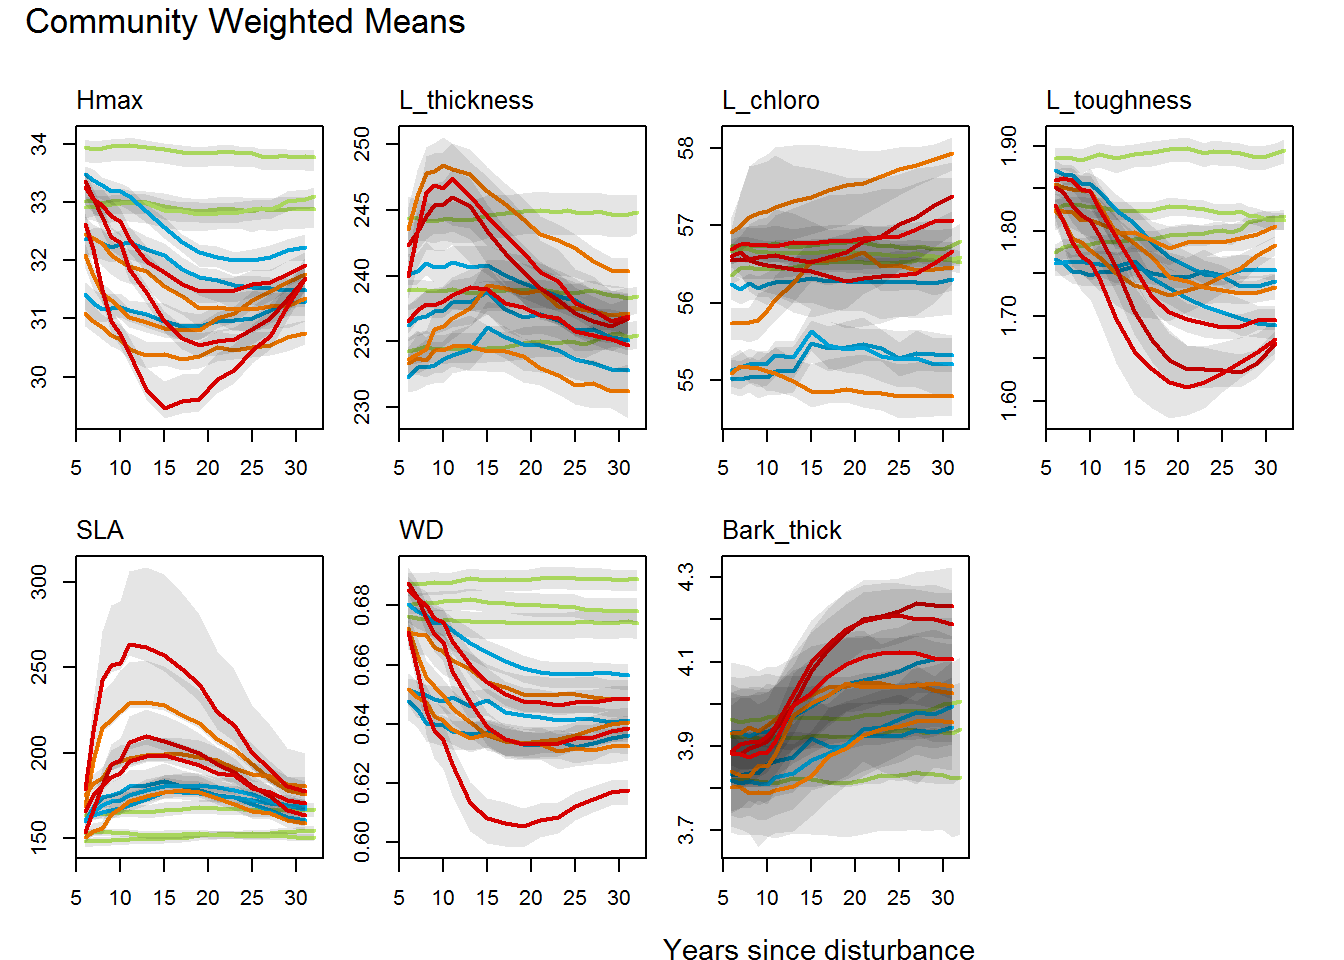 Community Weighted Means
Hmax
L_thickness
L_chloro
L_toughness
34
33
32
31
30
5 10 15 20 25 30
250
245
240
235
230
5 10 15 20 25 30
58
57
56
55
5 10 15 20 25 30
1.90
1.80
1.70
1.60
5 10 15 20 25 30
SLA
WD
Bark_thick
300
250
200
150
5 10 15 20 25 30
0.68
0.66
0.64
0.62
0.60
5 10 15 20 25 30
4.3
4.1
3.9
3.7
5 10 15 20 25 30
Years since disturbance